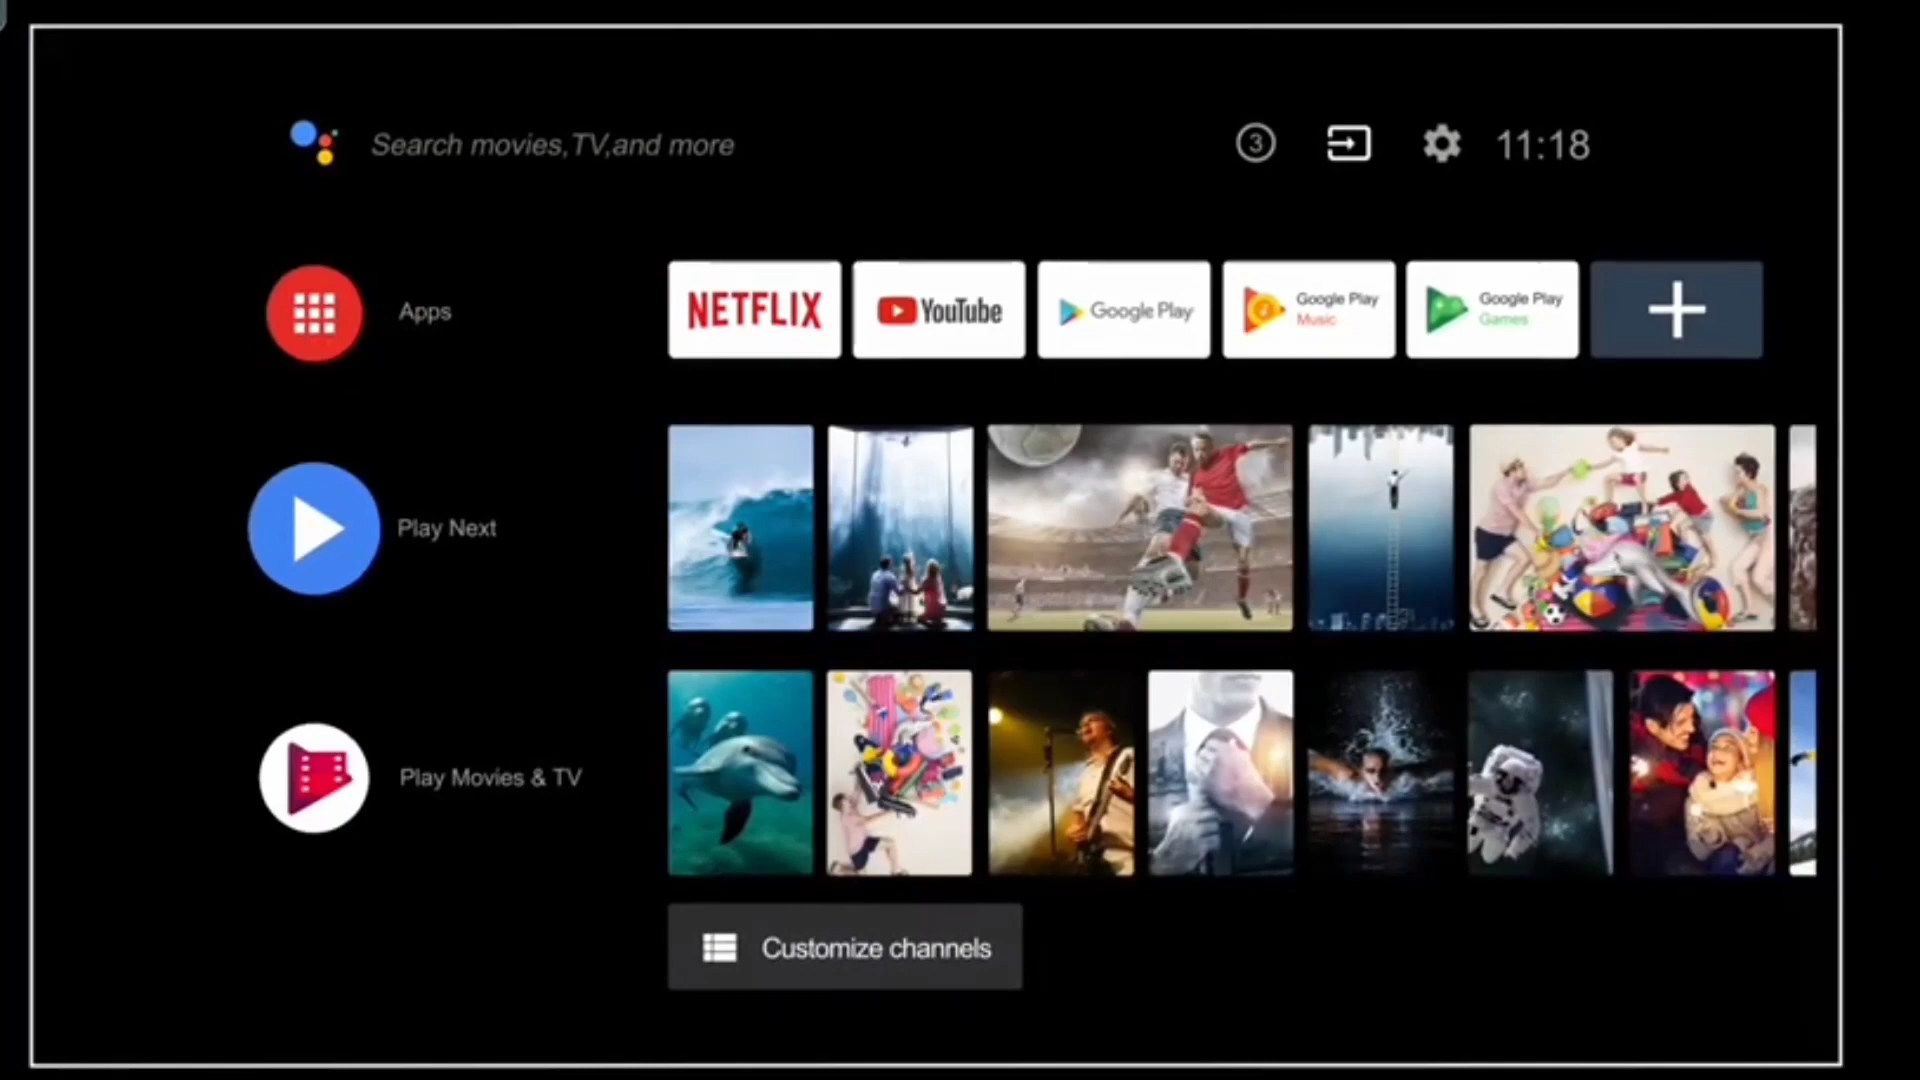 Search movies,TV,and more
3
11:18
Apps
NETFLIX
YouTube
Google Play
Google Play
Music
Google Play
Games
Play Next
Play Movies & TV
Customize channels